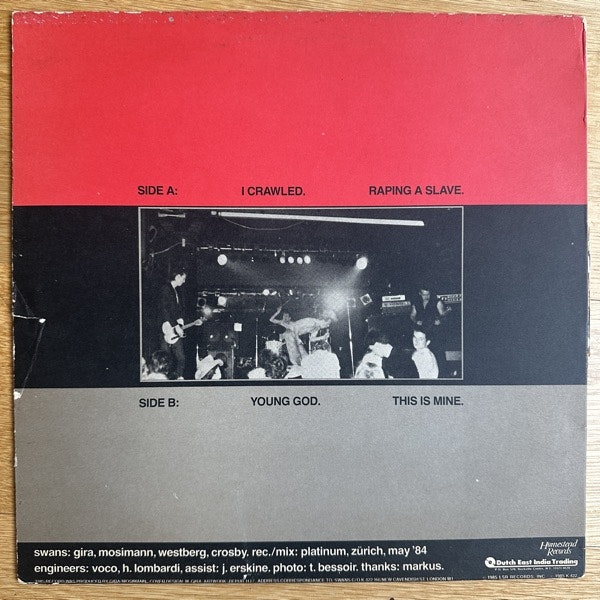 SIDE A: I CRAWLED. RAPING A SLAVE.
SIDE B: YOUNG GOD. THIS IS MINE.
swans: gira, mosimann, westberg, crosby. rec./mix: platinum, zürich, may '84
engineers: voco, h. lombardi, assist: j. erskine. photo: t. bessoir. thanks: markus.
Homestead
Records
Dutch East India Trading